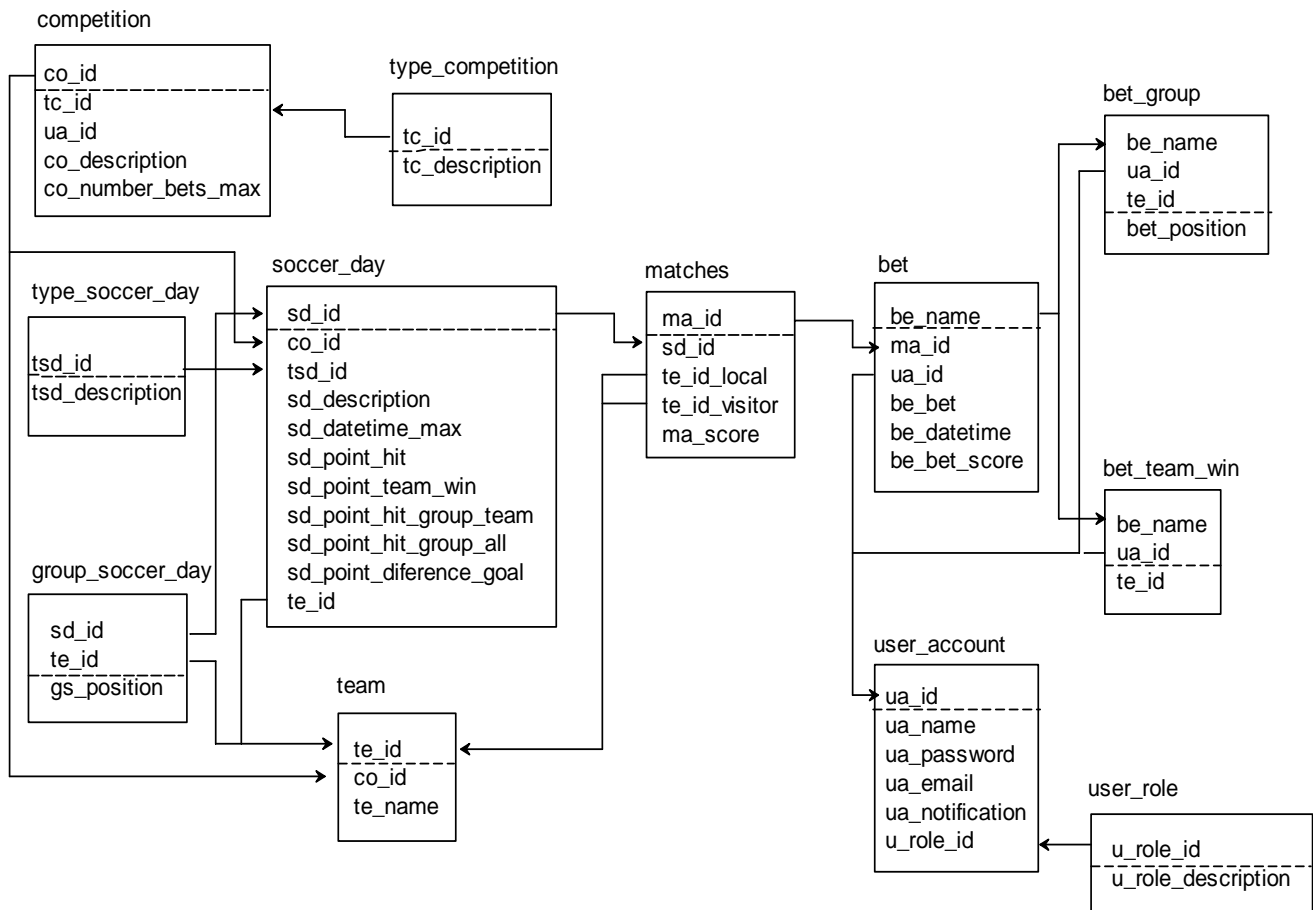 competition
co_id
tc_id
ua_id
co_description
co_number_bets_max
type_competition
tc_id
tc_description
bet_group
be_name
ua_id
te_id
bet_position
type_soccer_day
tsd_id
tsd_description
soccer_day
sd_id
co_id
tsd_id
sd_description
sd_datetime_max
sd_point_hit
sd_point_team_win
sd_point_hit_group_team
sd_point_hit_group_all
sd_point_diference_goal
te_id
matches
ma_id
sd_id
te_id_local
te_id_visitor
ma_score
bet
be_name
ma_id
ua_id
be_bet
be_datetime
be_bet_score
bet_team_win
be_name
ua_id
te_id
group_soccer_day
sd_id
te_id
gs_position
team
te_id
co_id
te_name
user_account
ua_id
ua_name
ua_password
ua_email
ua_notification
u_role_id
user_role
u_role_id
u_role_description